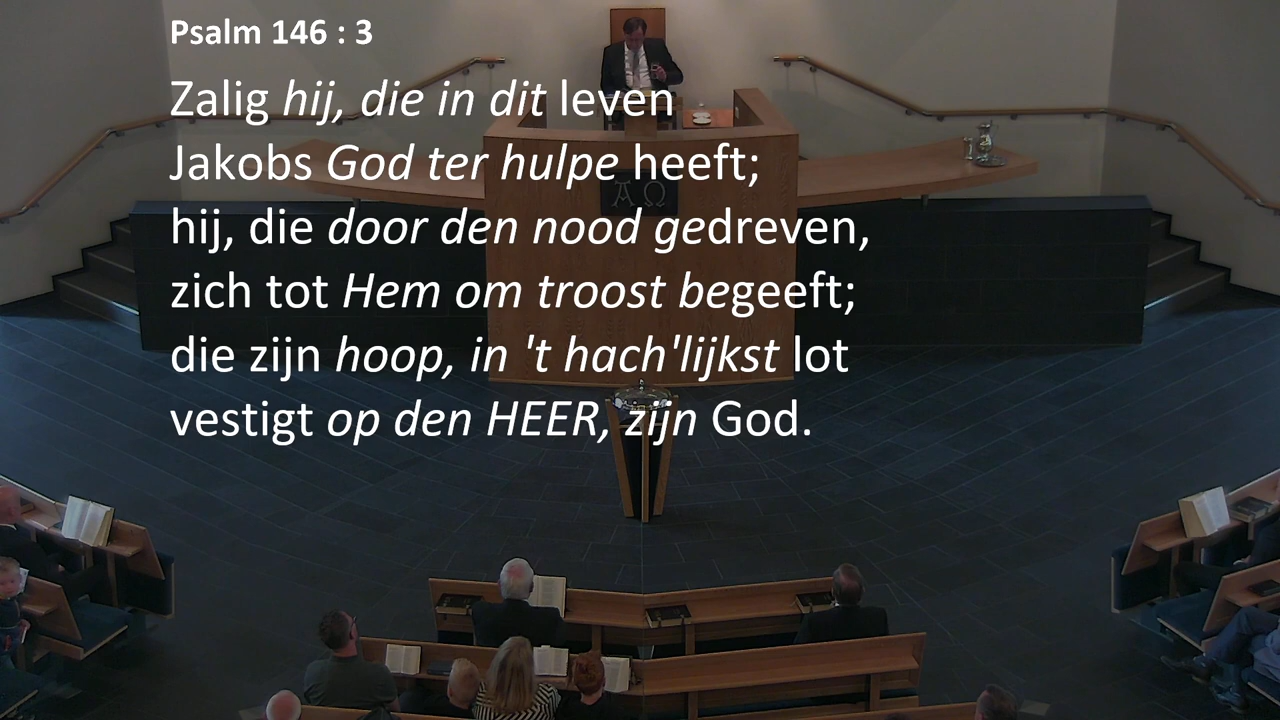 Psalm 146 : 3
Zalig hij, die in dit leven
Jakobs God ter hulpe heeft;
hij, die door den nood gedreven,
zich tot Hem om troost begeeft;
die zijn hoop, in 't hach'lijkst lot
vestigt op den HEER, zijn God.
ΑΩ